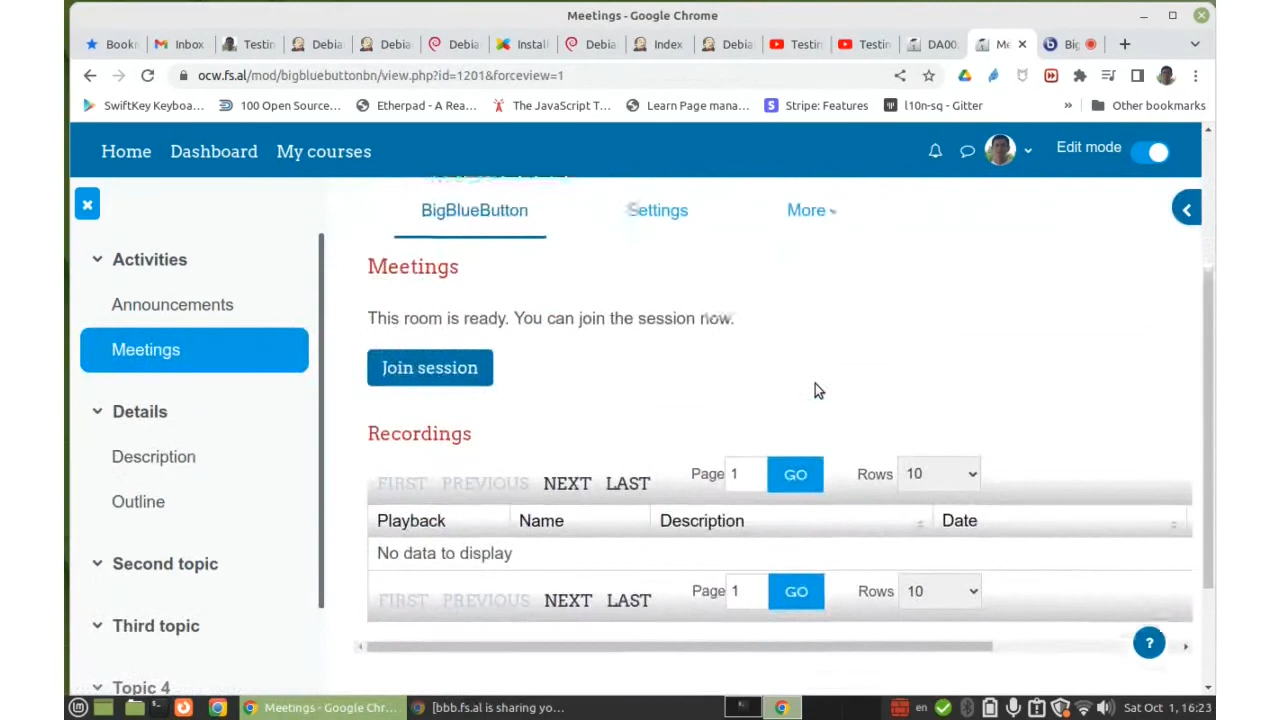 Meetings - Google Chrome
Bookn
Inbox
Testin
Debia
Debia
Debia
Install
Debia
Index
Debia
Testin
Testin
DA00
Me
Big
ocw.fs.al/mod/bigbluebuttonbn/view.php?id=1201&forceview=1
SwiftKey Keyboa...
100 Open Source...
Etherpad - A Rea...
The JavaScript T...
Learn Page mana...
Stripe: Features
l10n-sq - Gitter
»
Other bookmarks
Home
Dashboard
My courses
Edit mode
BigBlueButton
Settings
More
Activities
Announcements
Meetings
Details
Description
Outline
Second topic
Third topic
Topic 4
Meetings
This room is ready. You can join the session now.
Join session
Recordings
FIRST PREVIOUS NEXT LAST Page 1 GO Rows 10
Playback Name Description Date
No data to display
FIRST PREVIOUS NEXT LAST Page 1 GO Rows 10
?
Meetings - Google Chr...
[bbb.fs.al is sharing yo...
en
Sat Oct 1, 16:23